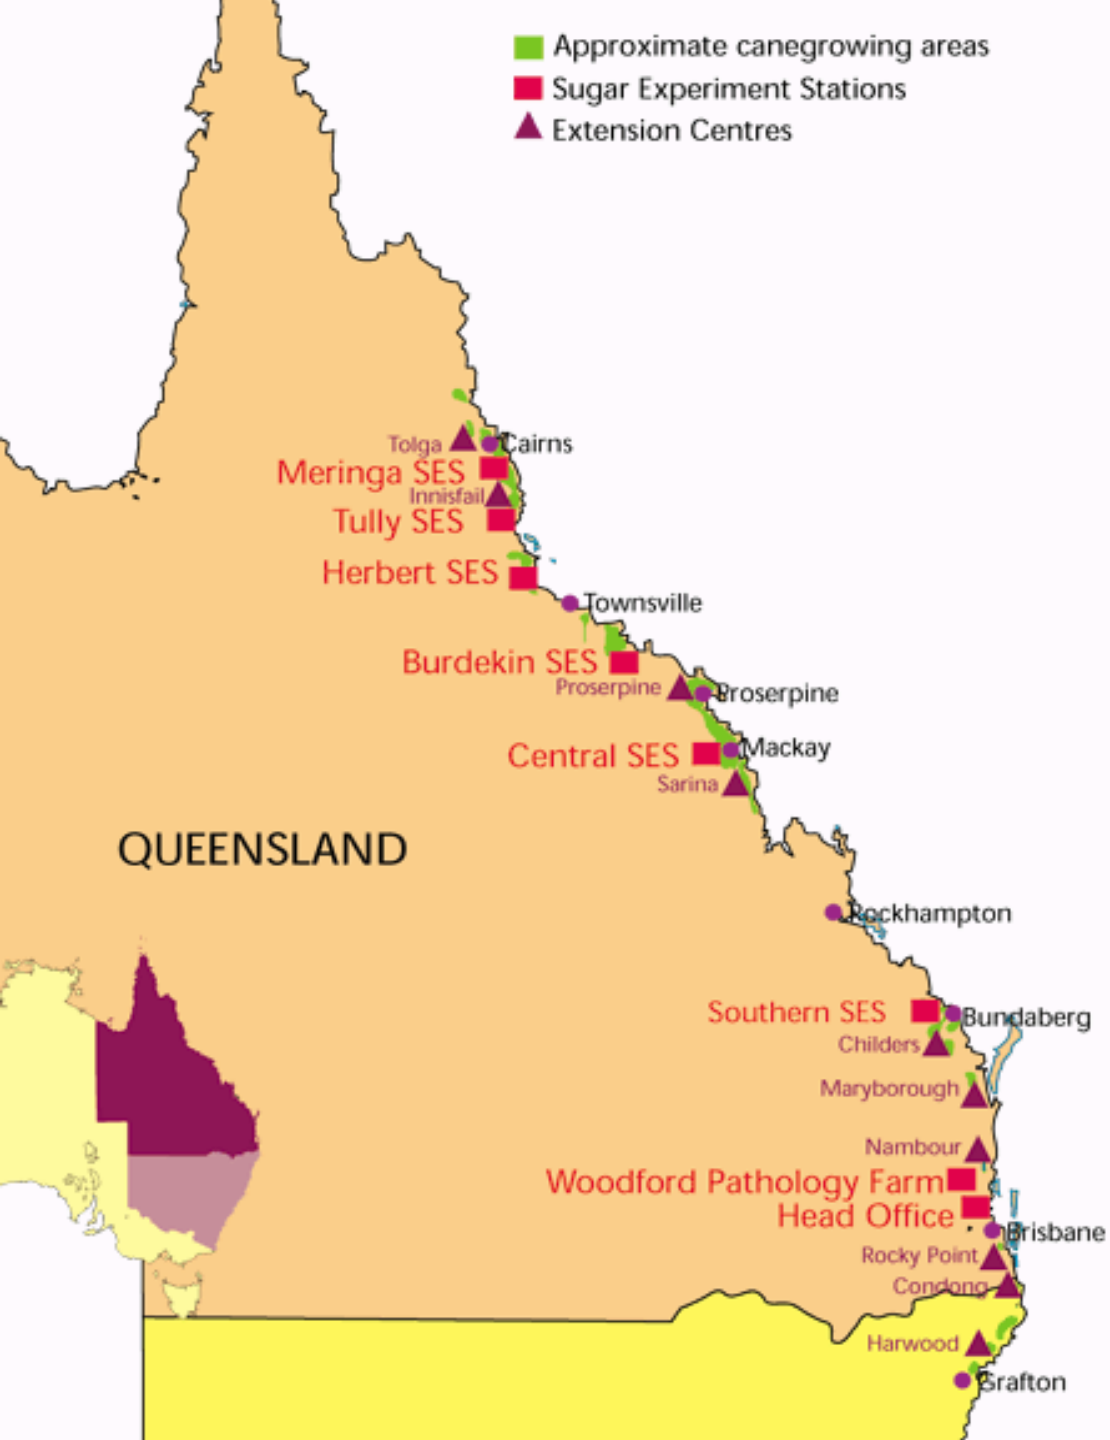 Approximate canegrowing areas
Sugar Experiment Stations
Extension Centres
Tolga
Cairns
Meringa SES
Innisfail
Tully SES
Herbert SES
Townsville
Burdekin SES
Proserpine
Proserpine
Central SES
Mackay
Sarina
QUEENSLAND
Rockhampton
Southern SES
Bundaberg
Childers
Maryborough
Nambour
Woodford Pathology Farm
Head Office
Brisbane
Rocky Point
Condong
Harwood
Grafton